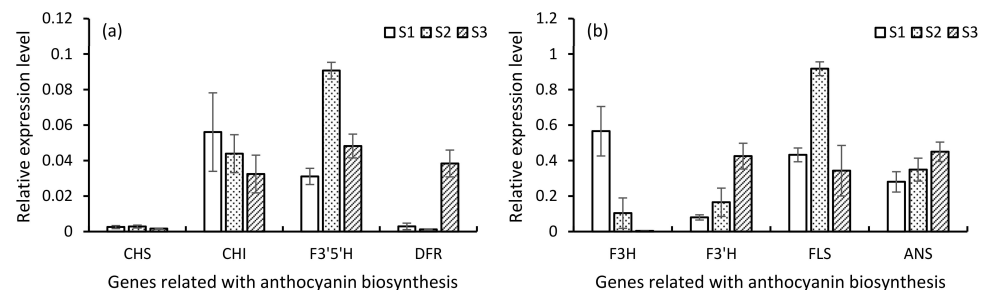 (a)
S1 S2 S3
Relative expression level
0.12
0.1
0.08
0.06
0.04
0.02
0
CHS CHI F3'5'H DFR
Genes related with anthocyanin biosynthesis
(b)
S1 S2 S3
Relative expression level
1.2
1
0.8
0.6
0.4
0.2
0
F3H F3'H FLS ANS
Genes related with anthocyanin biosynthesis